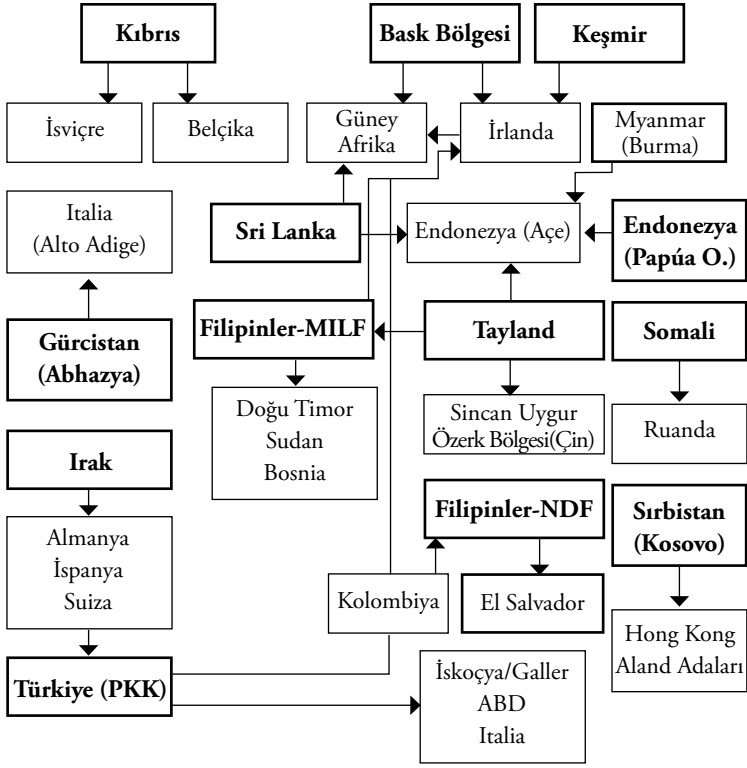 Kıbrıs
Bask Bölgesi
Keşmir
İsviçre
Belçika
Güney
Afrika
İrlanda
Myanmar
(Burma)
Italia
(Alto Adige)
Sri Lanka
Endonezya (Açe)
Endonezya
(Papúa O.)
Gürcistan
(Abhazya)
Filipinler-MILF
Tayland
Somali
Doğu Timor
Sudan
Bosnia
Sincan Uygur
Özerk Bölgesi(Çin)
Ruanda
Irak
Filipinler-NDF
Sırbistan
(Kosovo)
Almanya
İspanya
Suiza
Kolombiya
El Salvador
Hong Kong
Aland Adaları
Türkiye (PKK)
İskoçya/Galler
ABD
Italia